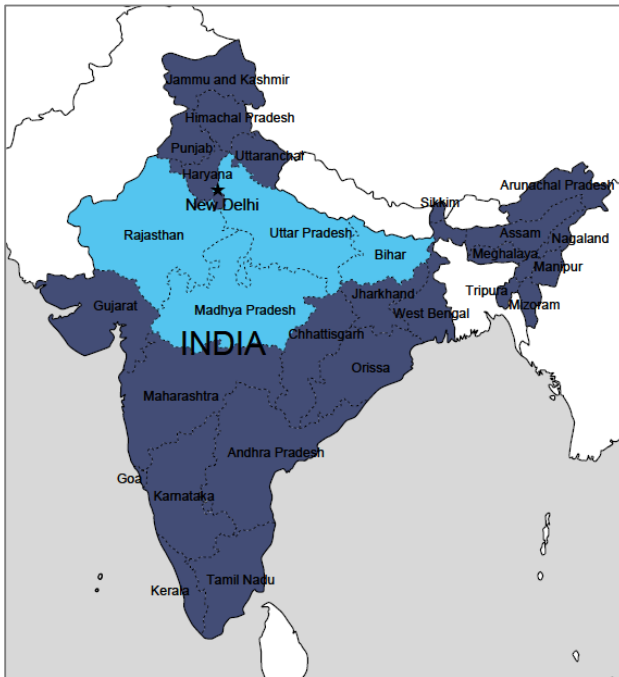 Jammu and Kashmir
Himachal Pradesh
Punjab
Uttaranchal
Haryana
New Delhi
Rajasthan
Uttar Pradesh
Bihar
Sikkim
Arunachal Pradesh
Assam
Nagaland
Meghalaya
Manipur
Tripura
Mizoram
Gujarat
Madhya Pradesh
Jharkhand
West Bengal
INDIA
Chhattisgarh
Orissa
Maharashtra
Andhra Pradesh
Goa
Karnataka
Kerala
Tamil Nadu